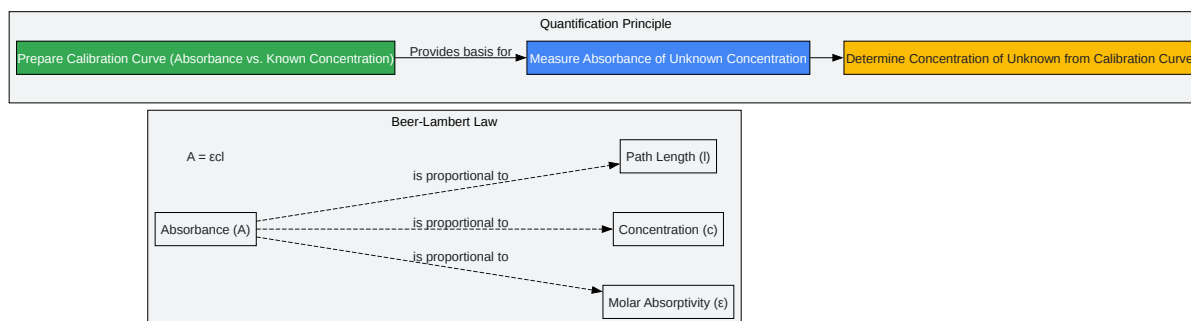 Quantification Principle
Prepare Calibration Curve (Absorbance vs. Known Concentration)
Provides basis for
Measure Absorbance of Unknown Concentration
Determine Concentration of Unknown from Calibration Curve
Beer-Lambert Law
A = εcl
Path Length (l)
is proportional to
Absorbance (A)
is proportional to
Concentration (c)
is proportional to
Molar Absorptivity (ε)